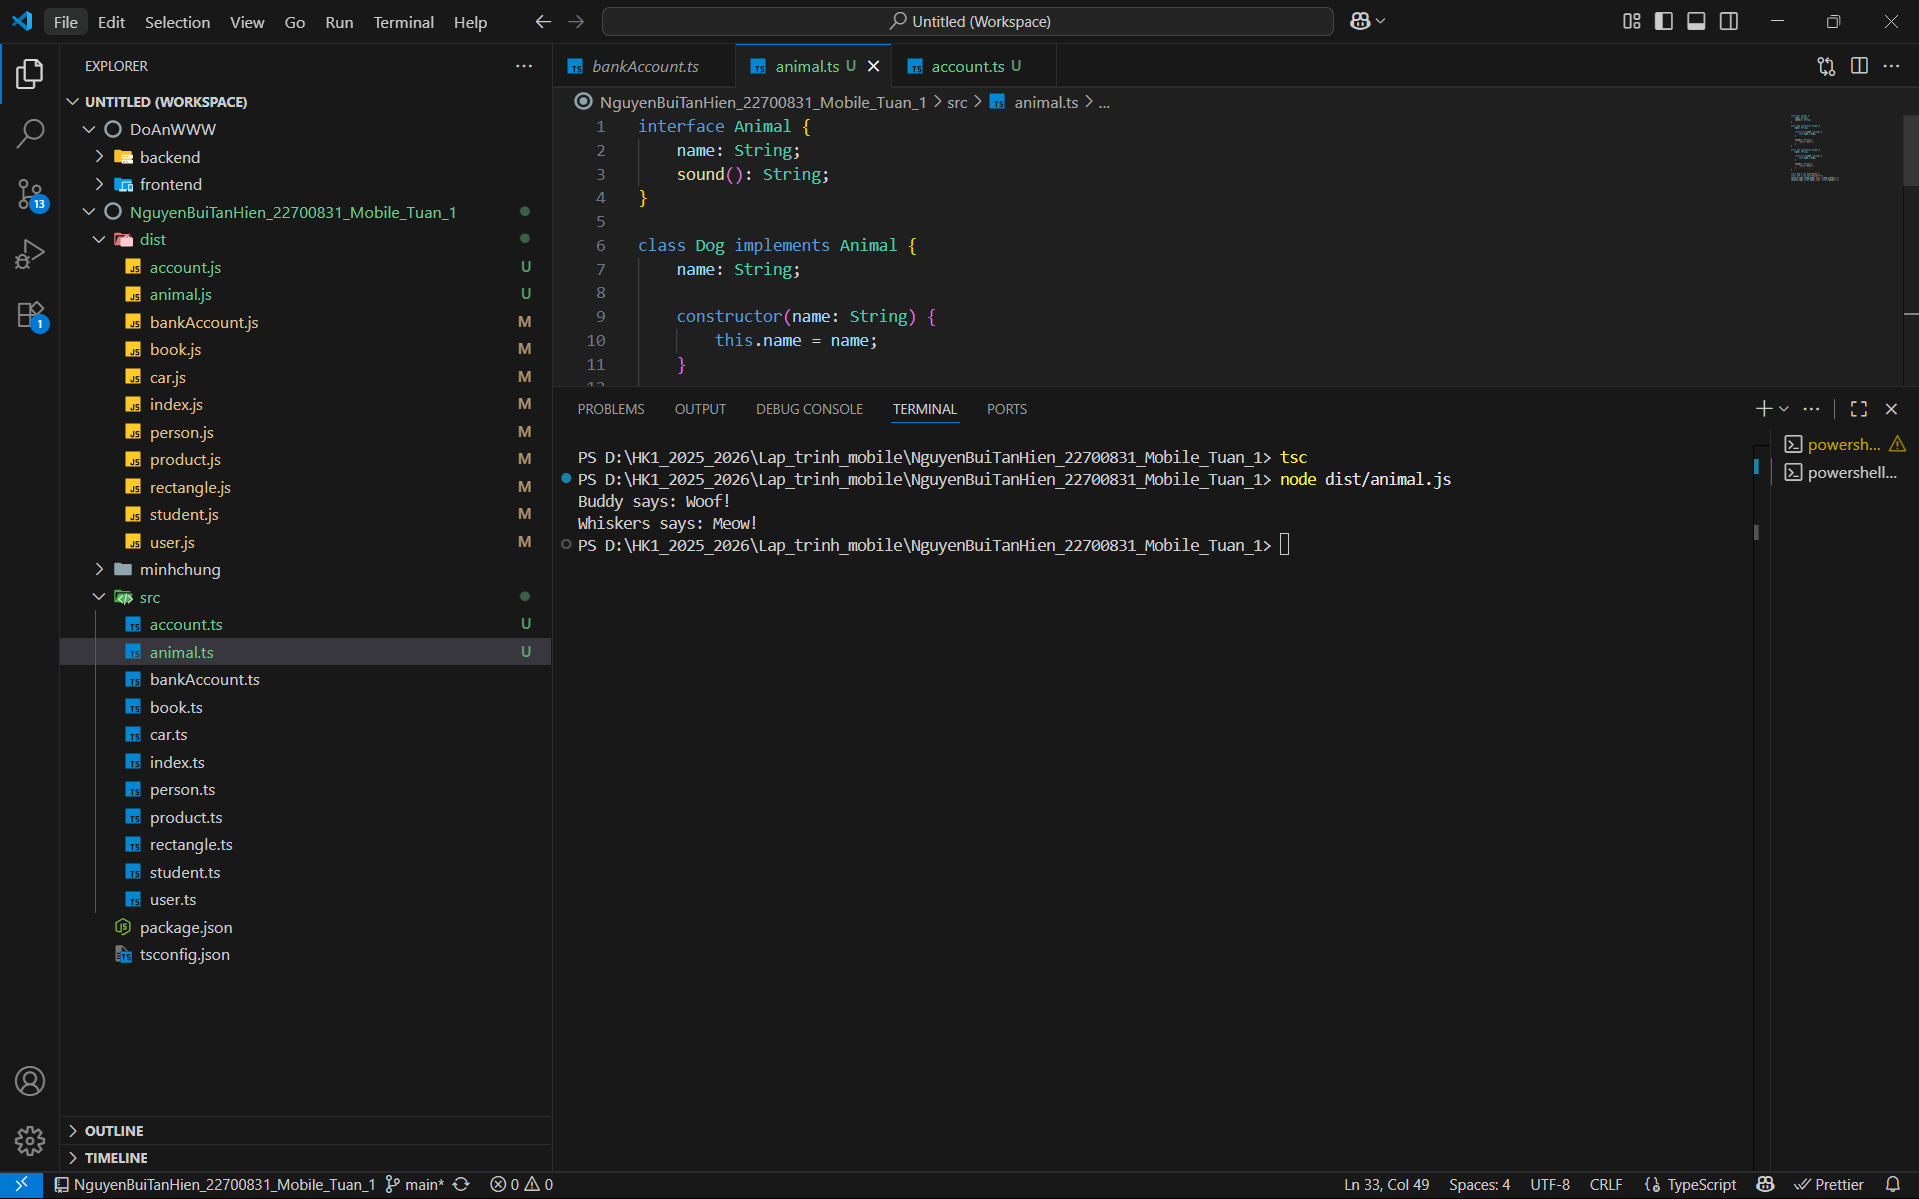 File Edit Selection View Go Run Terminal Help
Untitled (Workspace)
EXPLORER
UNTITLED (WORKSPACE)
DoAnWWW
backend
frontend
NguyenBuiTanHien_22700831_Mobile_Tuan_1
dist
account.js U
animal.js U
bankAccount.js M
book.js M
car.js M
index.js M
person.js M
product.js M
rectangle.js M
student.js M
user.js M
minhchung
src
account.ts U
animal.ts U
bankAccount.ts
book.ts
car.ts
index.ts
person.ts
product.ts
rectangle.ts
student.ts
user.ts
package.json
tsconfig.json
OUTLINE
TIMELINE
13
1
bankAccount.ts animal.ts U account.ts U
NguyenBuiTanHien_22700831_Mobile_Tuan_1 > src > animal.ts > ...
1 interface Animal {
2 name: String;
3 sound(): String;
4 }
5
6 class Dog implements Animal {
7 name: String;
8
9 constructor(name: String) {
10 this.name = name;
11 }
PROBLEMS OUTPUT DEBUG CONSOLE TERMINAL PORTS
PS D:\HK1_2025_2026\Lap_trinh_mobile\NguyenBuiTanHien_22700831_Mobile_Tuan_1> tsc
PS D:\HK1_2025_2026\Lap_trinh_mobile\NguyenBuiTanHien_22700831_Mobile_Tuan_1> node dist/animal.js
Buddy says: Woof!
Whiskers says: Meow!
PS D:\HK1_2025_2026\Lap_trinh_mobile\NguyenBuiTanHien_22700831_Mobile_Tuan_1>
powersh...
powershell...
NguyenBuiTanHien_22700831_Mobile_Tuan_1 main* 0 0 Ln 33, Col 49 Spaces: 4 UTF-8 CRLF TypeScript Prettier